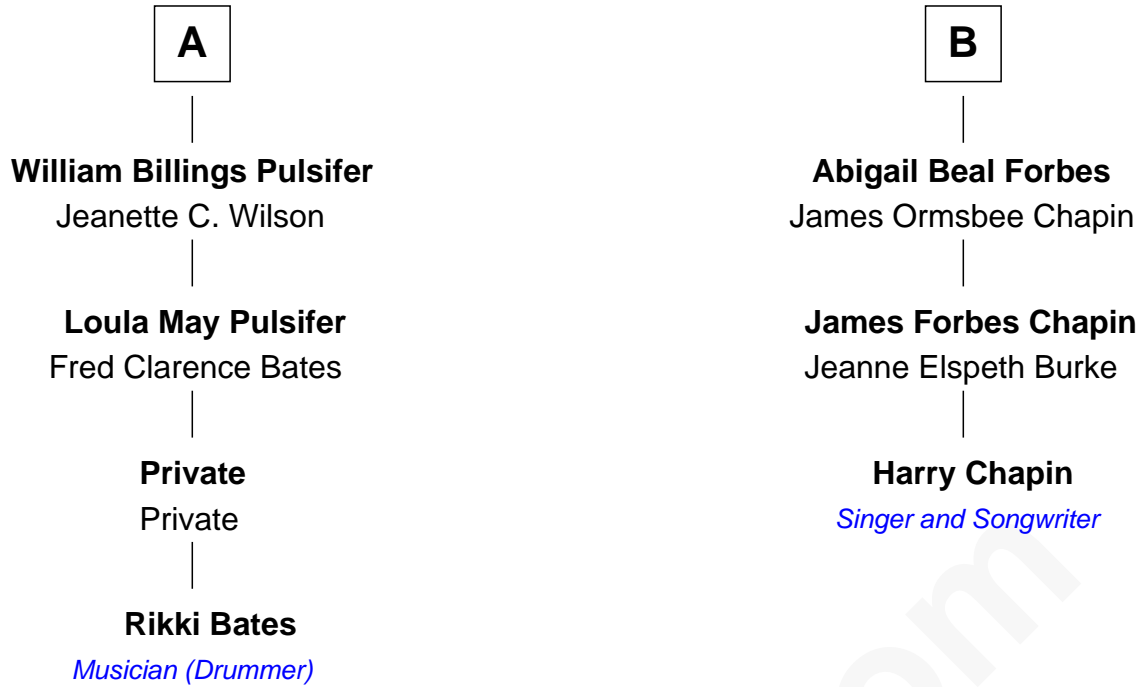 A
B
William Billings Pulsifer
Jeanette C. Wilson
Abigail Beal Forbes
James Ormsbee Chapin
Loula May Pulsifer
Fred Clarence Bates
James Forbes Chapin
Jeanne Elspeth Burke
Private
Private
Harry Chapin
Singer and Songwriter
Rikki Bates
Musician (Drummer)
om